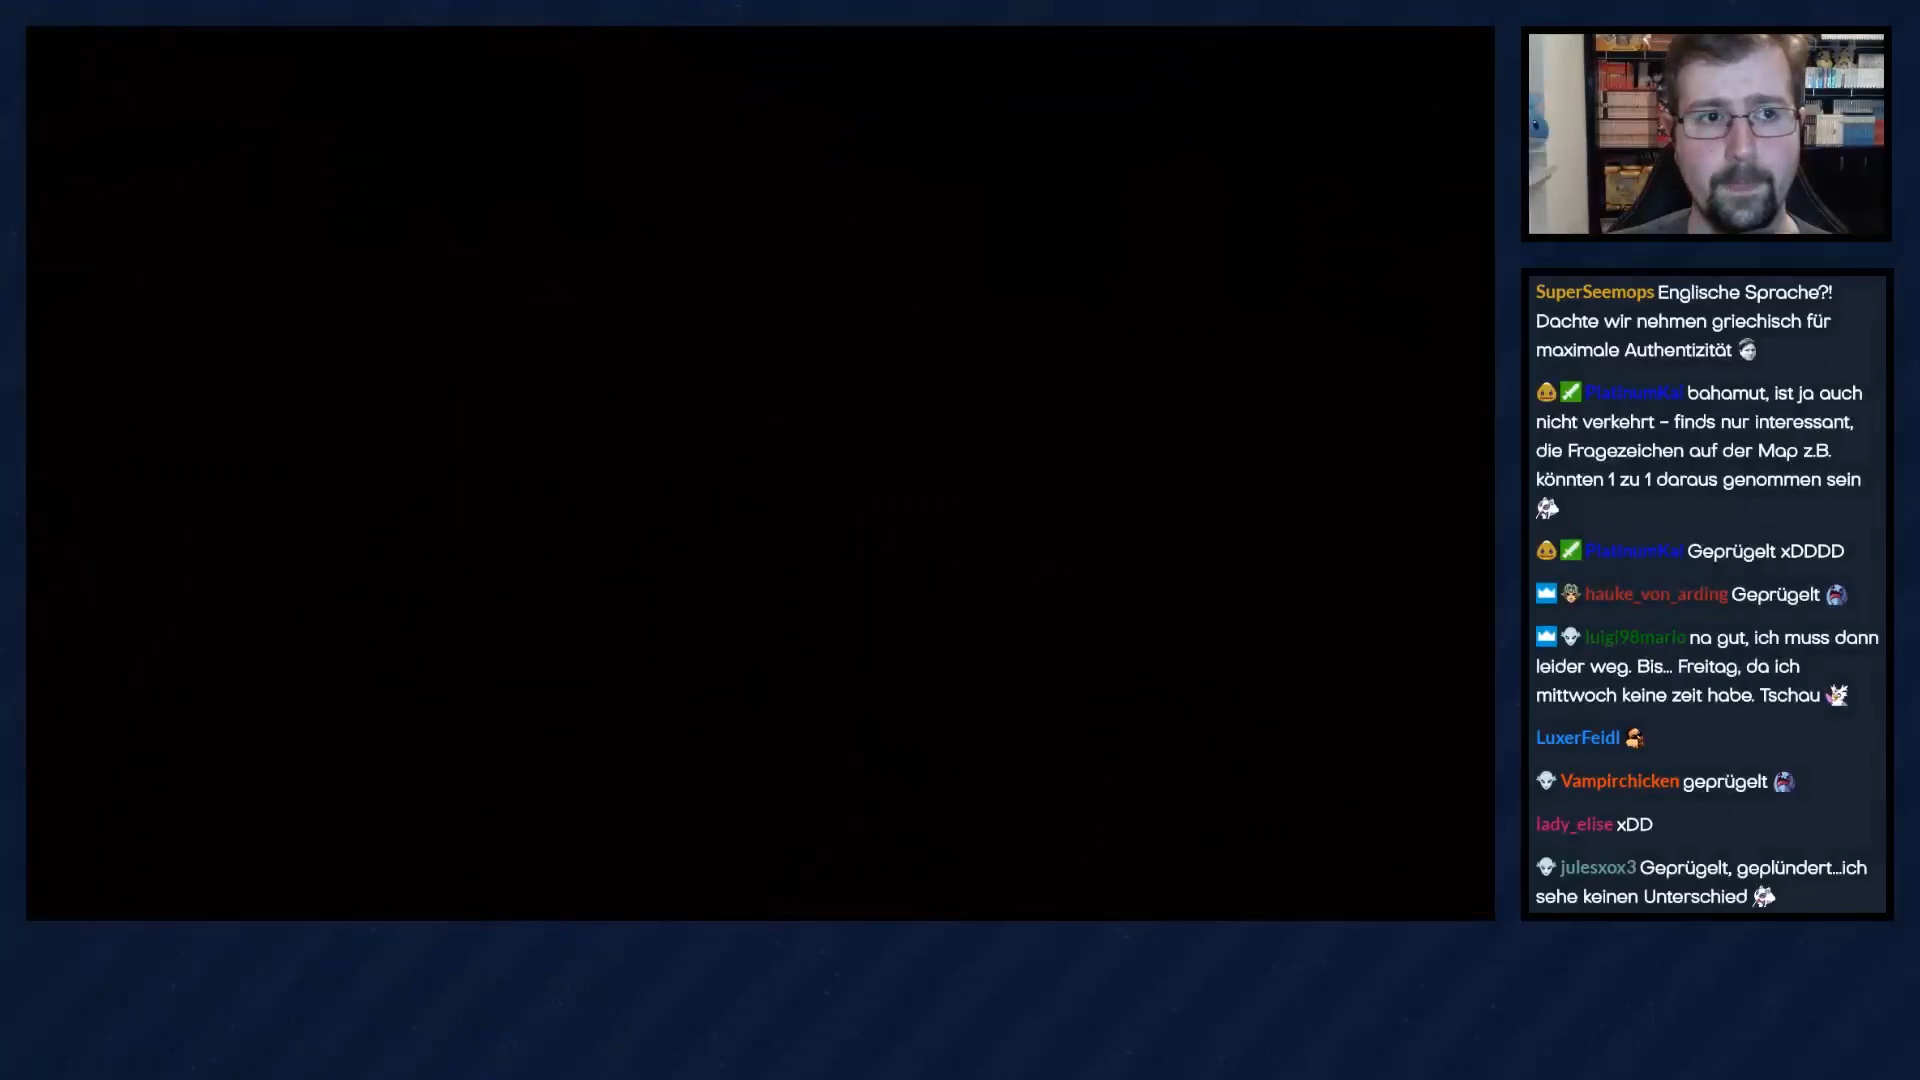 SuperSeemops Englische Sprache?!
Dachte wir nehmen griechisch für
maximale Authentizität
PlatinumKai bahamut, ist ja auch
nicht verkehrt - finds nur interessant,
die Fragezeichen auf der Map z.B.
könnten 1 zu 1 daraus genommen sein
PlatinumKai Geprügelt xDDDD
hauke_von_arding Geprügelt
luigi98mario na gut, ich muss dann
leider weg. Bis... Freitag, da ich
mittwoch keine zeit habe. Tschau
LuxerFeidl
Vampirchicken geprügelt
lady_elise xDD
julesxox3 Geprügelt, geplündert...ich
sehe keinen Unterschied